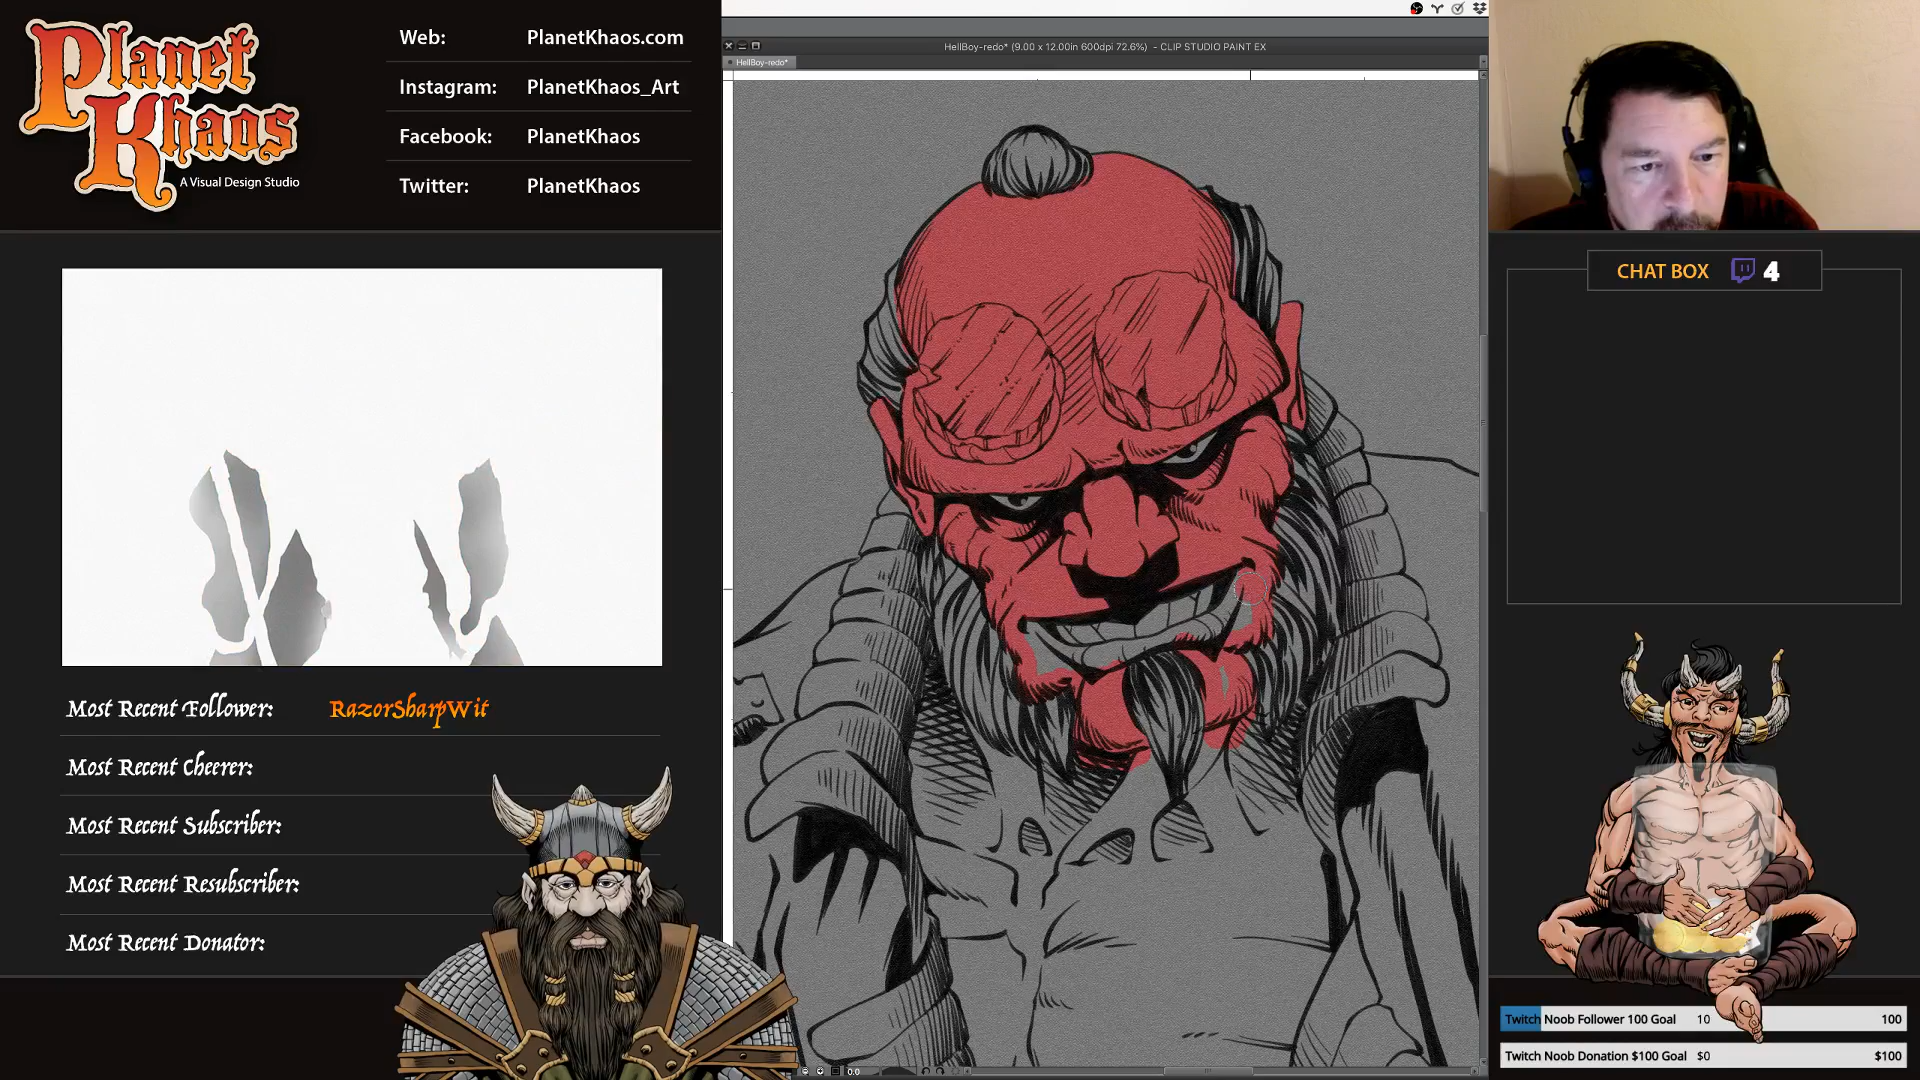 Planet
Khaos
A Visual Design Studio
Web: PlanetKhaos.com
Instagram: PlanetKhaos_Art
Facebook: PlanetKhaos
Twitter: PlanetKhaos
HellBoy-redo* (9.00 x 12.00in 600dpi 72.6%) - CLIP STUDIO PAINT EX
HellBoy-redo*
CHAT BOX 4
Most Recent Follower: RazorSharpWit
Most Recent Cheerer:
Most Recent Subscriber:
Most Recent Resubscriber:
Most Recent Donator:
0.0
Twitch Noob Follower 100 Goal 10 100
Twitch Noob Donation $100 Goal $0 $100